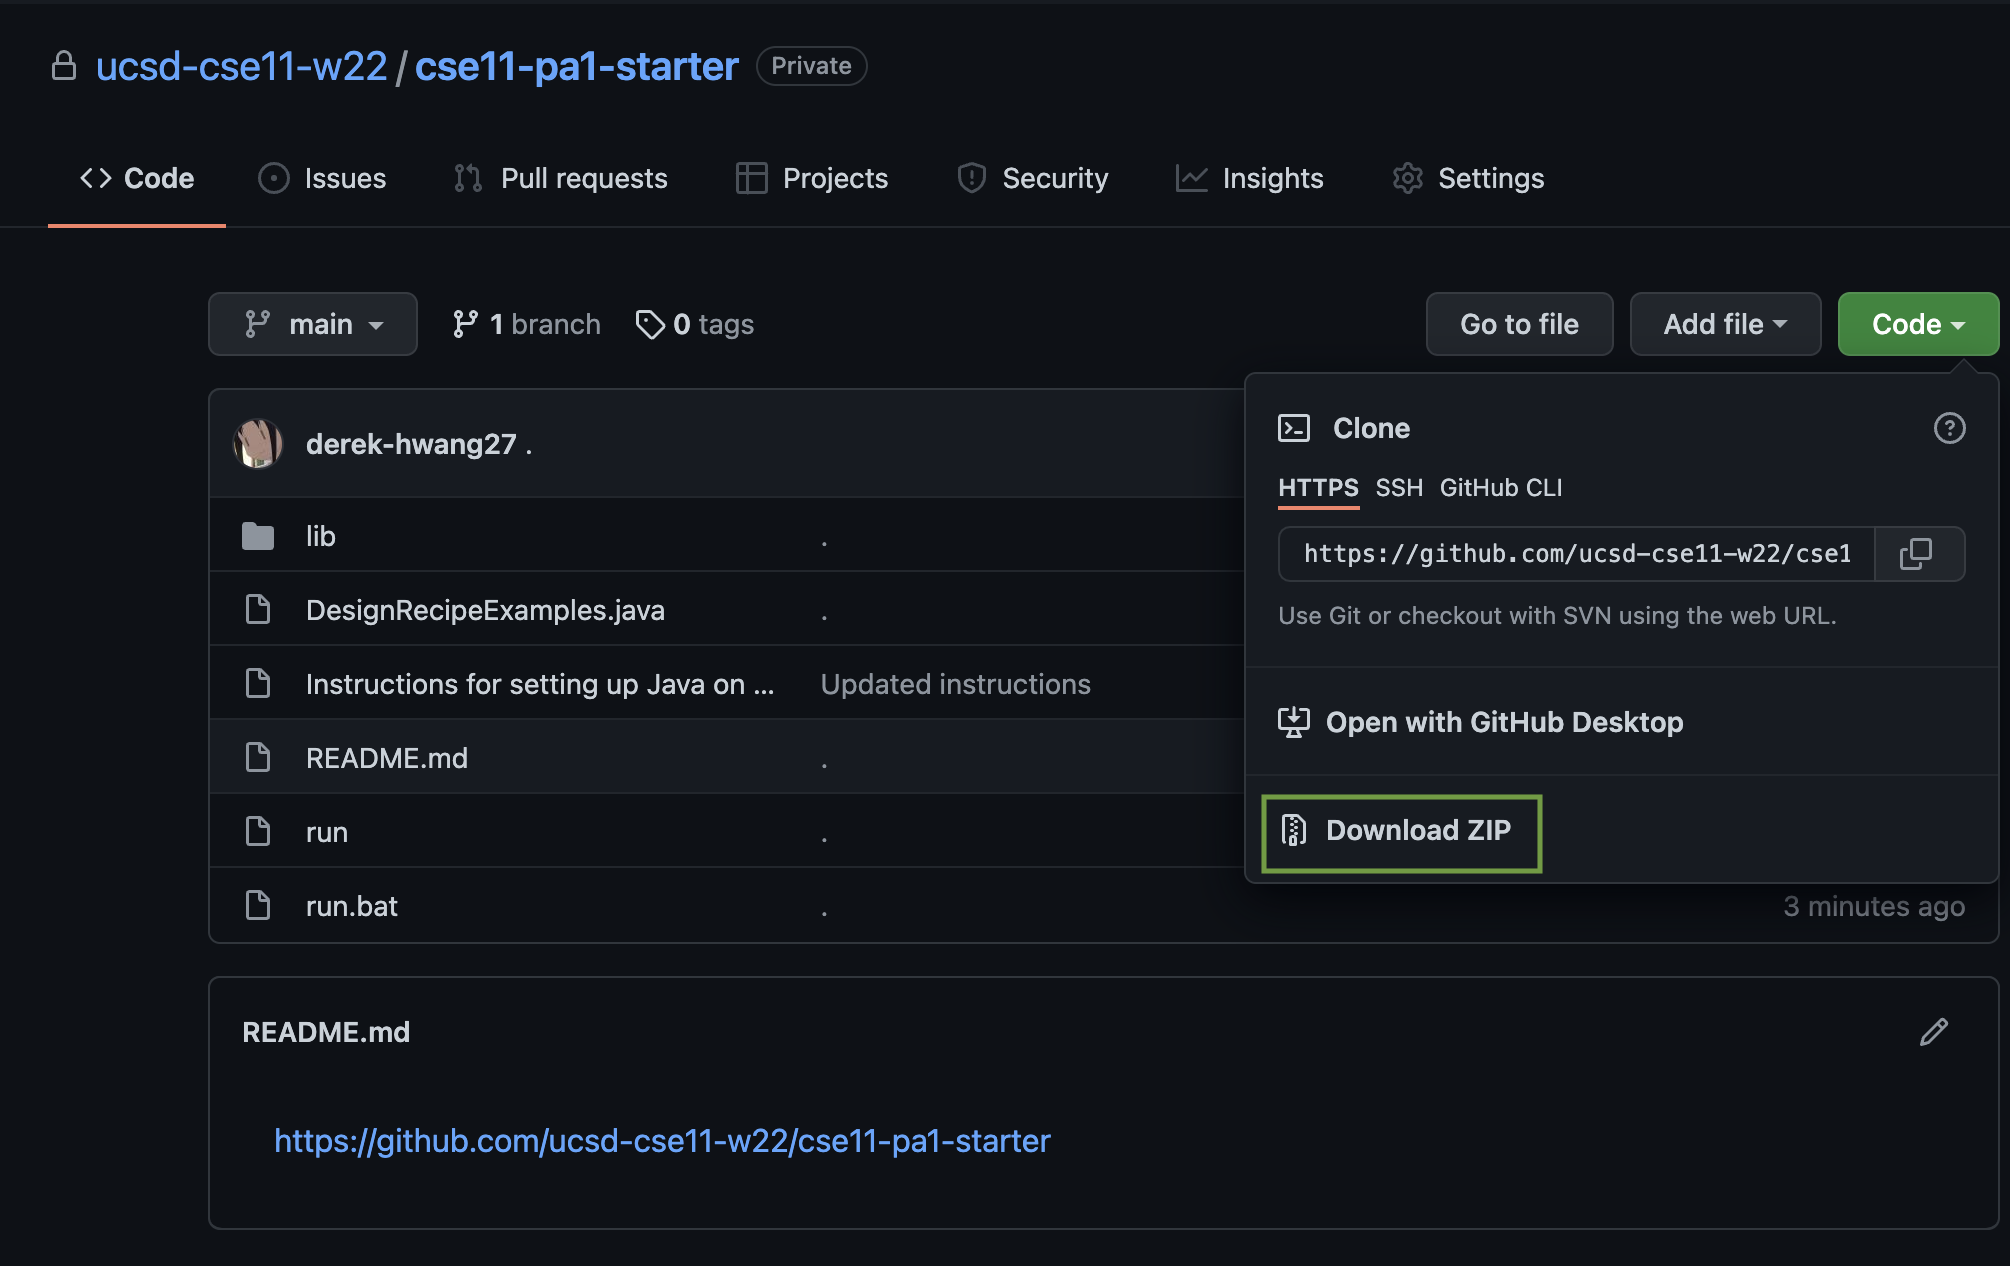 ucsd-cse11-w22 / cse11-pa1-starter Private
Code Issues Pull requests Projects Security Insights Settings
main 1 branch 0 tags Go to file Add file Code
derek-hwang27 .
lib .
DesignRecipeExamples.java .
Instructions for setting up Java on ... Updated instructions
README.md .
run .
run.bat . 3 minutes ago
Clone
HTTPS SSH GitHub CLI
https://github.com/ucsd-cse11-w22/cse1
Use Git or checkout with SVN using the web URL.
Open with GitHub Desktop
Download ZIP
README.md
https://github.com/ucsd-cse11-w22/cse11-pa1-starter